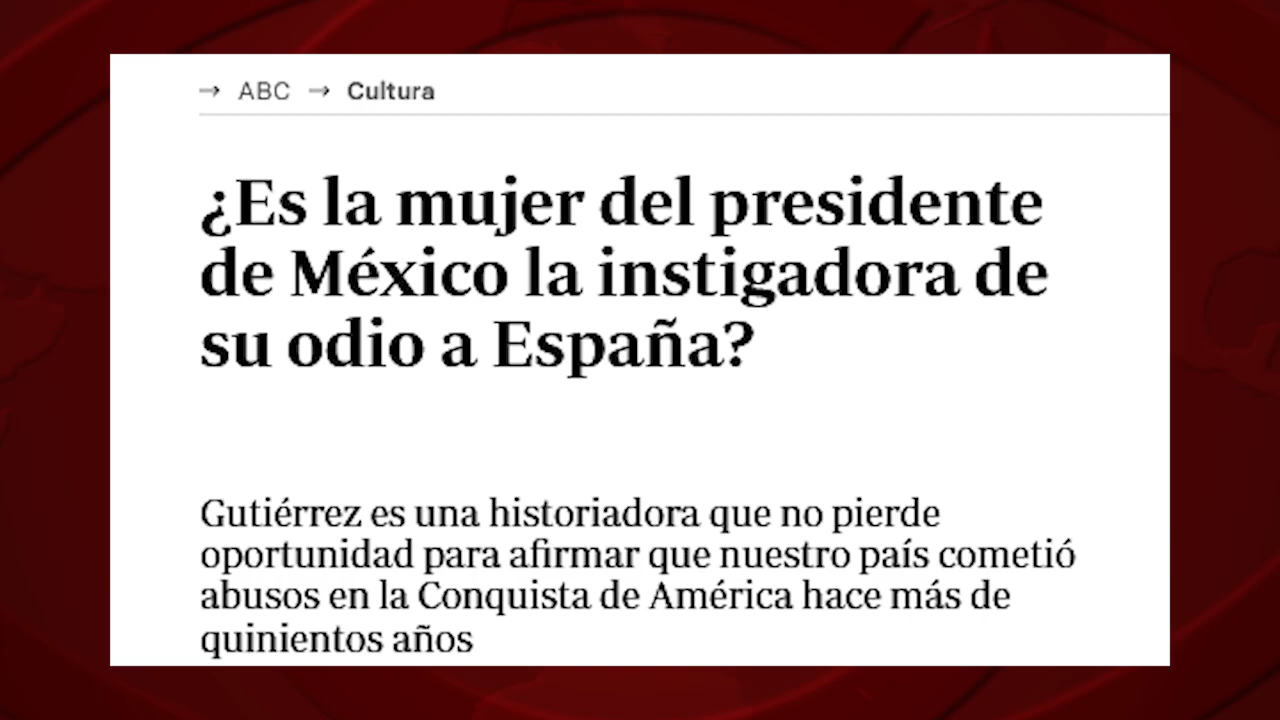 → ABC → Cultura
¿Es la mujer del presidente
de México la instigadora de
su odio a España?
Gutiérrez es una historiadora que no pierde
oportunidad para afirmar que nuestro país cometió
abusos en la Conquista de América hace más de
quinientos años